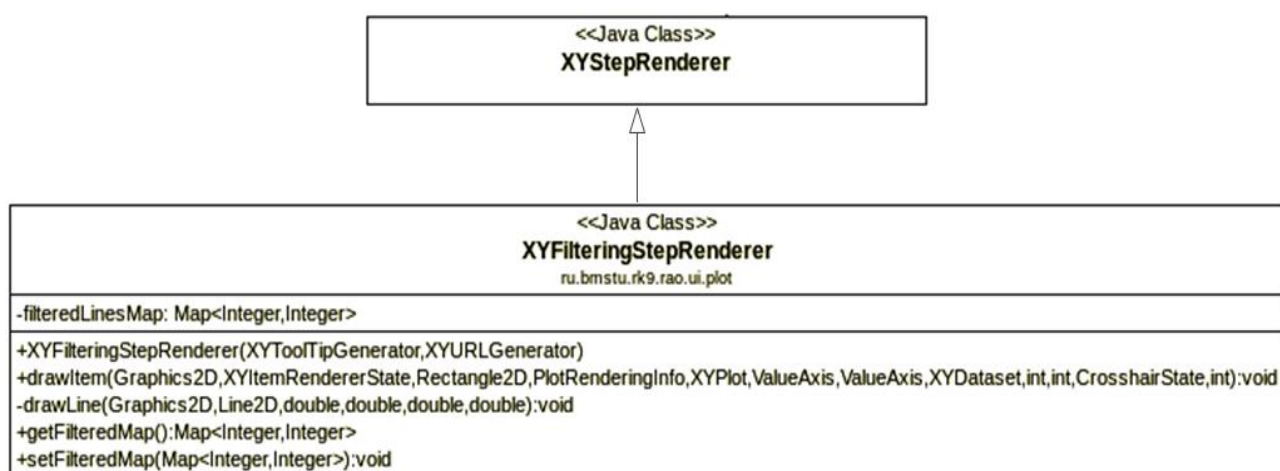 <<Java Class>>
XYStepRenderer
<<Java Class>>
XYFilteringStepRenderer
ru.bmstu.rk9.rao.ui.plot
-filteredLinesMap: Map<Integer,Integer>
+XYFilteringStepRenderer(XYToolTipGenerator,XYURLGenerator)
+drawItem(Graphics2D,XYItemRendererState,Rectangle2D,PlotRenderingInfo,XYPlot,ValueAxis,ValueAxis,XYDataset,int,int,CrosshairState,int):void
-drawLine(Graphics2D,Line2D,double,double,double,double):void
+getFilteredMap():Map<Integer,Integer>
+setFilteredMap(Map<Integer,Integer>):void